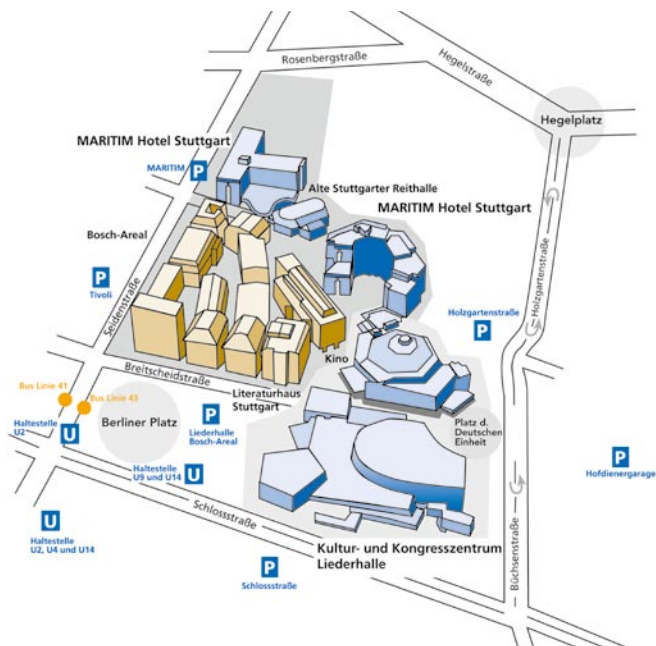 Rosenbergstraße
Hegelstraße
Hegelplatz
MARITIM Hotel Stuttgart
MARITIM
P
Alte Stuttgarter Reithalle
MARITIM Hotel Stuttgart
Bosch-Areal
P
Tivoli
Seidenstraße
Holzgartenstraße
Holzgartenstraße
P
Kino
Breitscheidstraße
Literaturhaus
Stuttgart
Bus Linie 41
Bus Linie 43
Haltestelle
U2
U
Berliner Platz
P
Liederhalle
Bosch-Areal
Platz d.
Deutschen
Einheit
Haltestelle
U9 und U14
U
P
Hofdienergarage
Schlossstraße
Büchsenstraße
U
Haltestelle
U2, U4 und U14
Kultur- und Kongresszentrum
Liederhalle
P
Schlossstraße